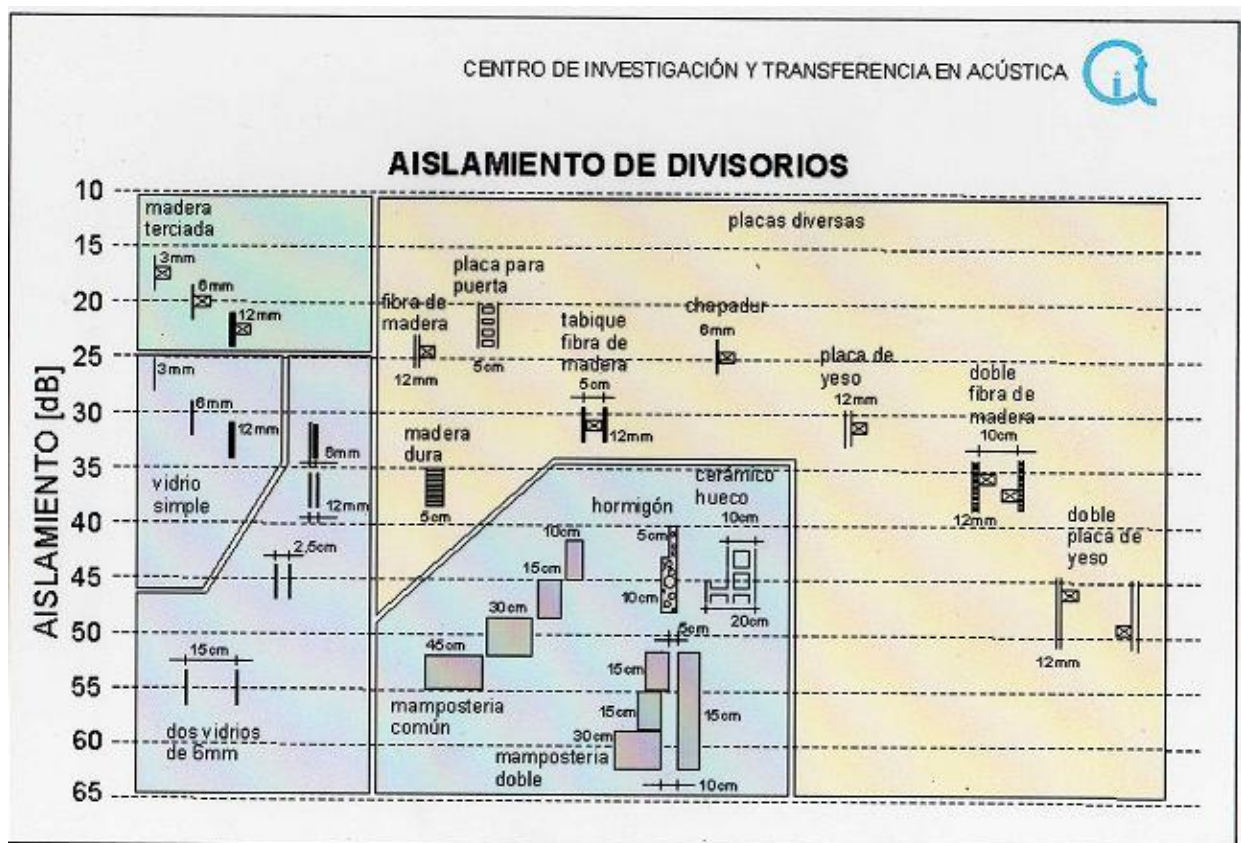 CENTRO DE INVESTIGACIÓN Y TRANSFERENCIA EN ACÚSTICA
Cit
AISLAMIENTO DE DIVISORIOS
AISLAMIENTO [dB]
10
15
20
25
30
35
40
45
50
55
60
65
madera
terciada
3mm
6mm
12mm
3mm
6mm
12mm
vidrio
simple
6mm
12mm
2,5cm
15cm
dos vidrios
de 6mm
placas diversas
fibra de
madera
12mm
placa para
puerta
5cm
tabique
fibra de
madera
5cm
12mm
chapadur
6mm
placa de
yeso
12mm
doble
fibra de
madera
10cm
12mm
doble
placa de
yeso
12mm
madera
dura
5cm
hormigón
5cm
10cm
cerámico
hueco
10cm
20cm
10cm
15cm
30cm
45cm
mampostería
común
5cm
15cm
15cm
30cm
15cm
mampostería
doble
10cm